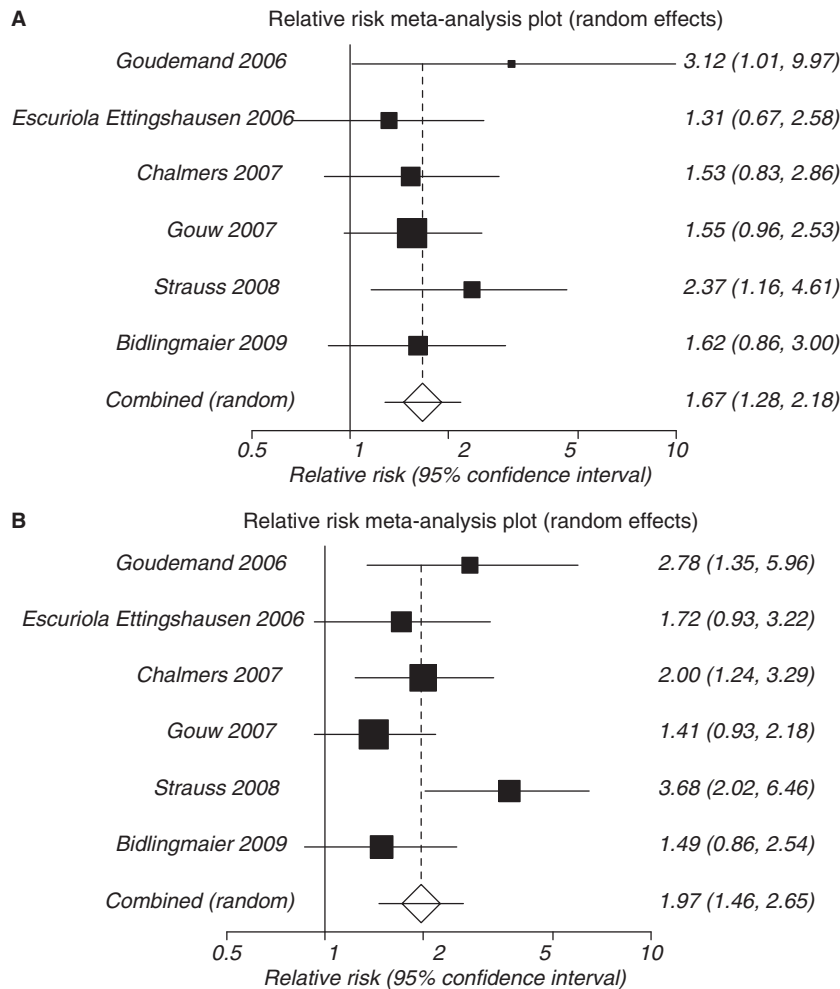 A Relative risk meta-analysis plot (random effects)
Goudemand 2006 3.12 (1.01, 9.97)
Escuriola Ettingshausen 2006 1.31 (0.67, 2.58)
Chalmers 2007 1.53 (0.83, 2.86)
Gouw 2007 1.55 (0.96, 2.53)
Strauss 2008 2.37 (1.16, 4.61)
Bidlingmaier 2009 1.62 (0.86, 3.00)
Combined (random) 1.67 (1.28, 2.18)
0.5 1 2 5 10
Relative risk (95% confidence interval)
B Relative risk meta-analysis plot (random effects)
Goudemand 2006 2.78 (1.35, 5.96)
Escuriola Ettingshausen 2006 1.72 (0.93, 3.22)
Chalmers 2007 2.00 (1.24, 3.29)
Gouw 2007 1.41 (0.93, 2.18)
Strauss 2008 3.68 (2.02, 6.46)
Bidlingmaier 2009 1.49 (0.86, 2.54)
Combined (random) 1.97 (1.46, 2.65)
0.5 1 2 5 10
Relative risk (95% confidence interval)